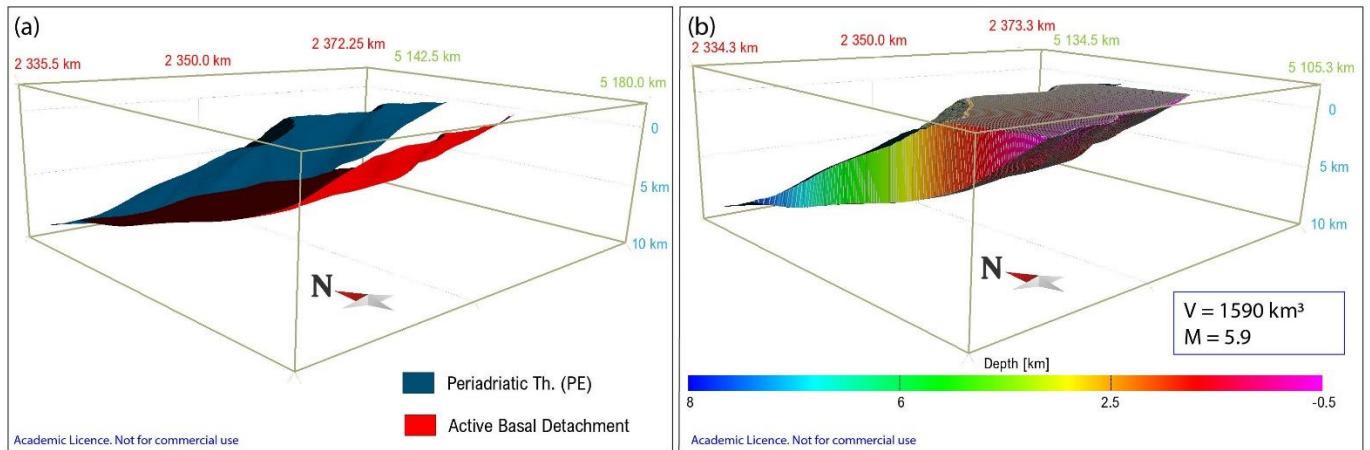 (a)
2 372.25 km
2 335.5 km
2 350.0 km
5 142.5 km
5 180.0 km
0
5 km
10 km
N
Periadriatic Th. (PE)
Active Basal Detachment
Academic Licence. Not for commercial use
(b)
2 373.3 km
2 334.3 km
2 350.0 km
5 134.5 km
5 105.3 km
0
5 km
10 km
N
V = 1590 km³
M = 5.9
Depth [km]
8 6 2.5 -0.5
Academic Licence. Not for commercial use